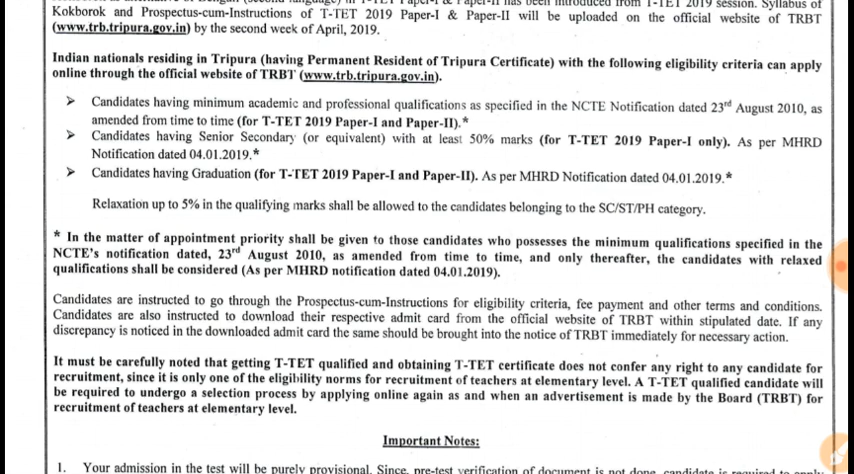 Kokborok and Prospectus-cum-Instructions of T-TET 2019 Paper-I & Paper-II will be uploaded on the official website of TRBT
(www.trb.tripura.gov.in) by the second week of April, 2019.
Indian nationals residing in Tripura (having Permanent Resident of Tripura Certificate) with the following eligibility criteria can apply
online through the official website of TRBT (www.trb.tripura.gov.in).
➤ Candidates having minimum academic and professional qualifications as specified in the NCTE Notification dated 23rd August 2010, as
amended from time to time (for T-TET 2019 Paper-I and Paper-II).*
➤ Candidates having Senior Secondary (or equivalent) with at least 50% marks (for T-TET 2019 Paper-I only). As per MHRD
Notification dated 04.01.2019.*
➤ Candidates having Graduation (for T-TET 2019 Paper-I and Paper-II). As per MHRD Notification dated 04.01.2019.*
Relaxation up to 5% in the qualifying marks shall be allowed to the candidates belonging to the SC/ST/PH category.
* In the matter of appointment priority shall be given to those candidates who possesses the minimum qualifications specified in the
NCTE's notification dated, 23rd August 2010, as amended from time to time, and only thereafter, the candidates with relaxed
qualifications shall be considered (As per MHRD notification dated 04.01.2019).
Candidates are instructed to go through the Prospectus-cum-Instructions for eligibility criteria, fee payment and other terms and conditions.
Candidates are also instructed to download their respective admit card from the official website of TRBT within stipulated date. If any
discrepancy is noticed in the downloaded admit card the same should be brought into the notice of TRBT immediately for necessary action.
It must be carefully noted that getting T-TET qualified and obtaining T-TET certificate does not confer any right to any candidate for
recruitment, since it is only one of the eligibility norms for recruitment of teachers at elementary level. A T-TET qualified candidate will
be required to undergo a selection process by applying online again as and when an advertisement is made by the Board (TRBT) for
recruitment of teachers at elementary level.
Important Notes:
1. Your admission in the test will be purely provisional. Since, pre-test verification of document is not done, candidate is required to apply